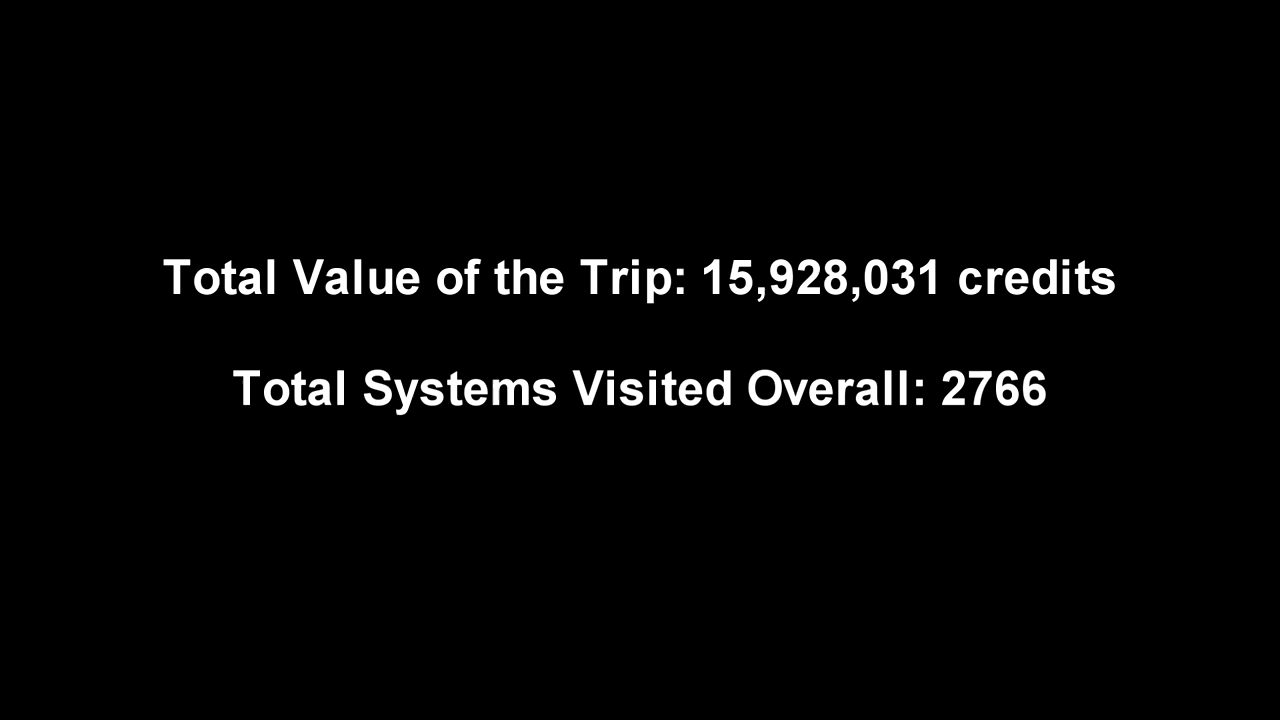 Total Value of the Trip: 15,928,031 credits
Total Systems Visited Overall: 2766